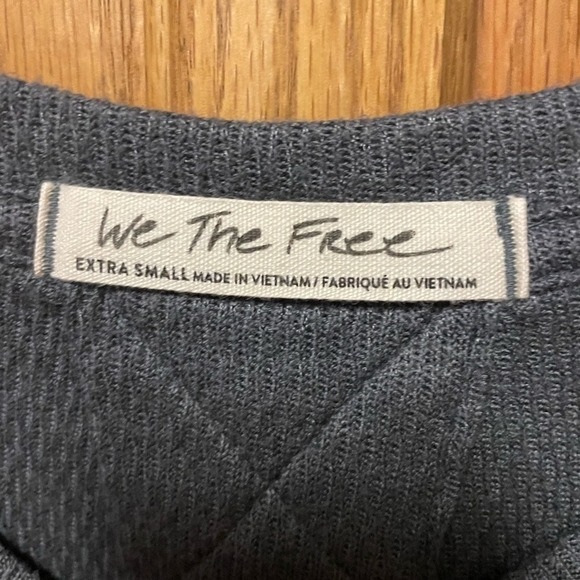 We The Free
EXTRA SMALL MADE IN VIETNAM / FABRIQUÉ AU VIETNAM